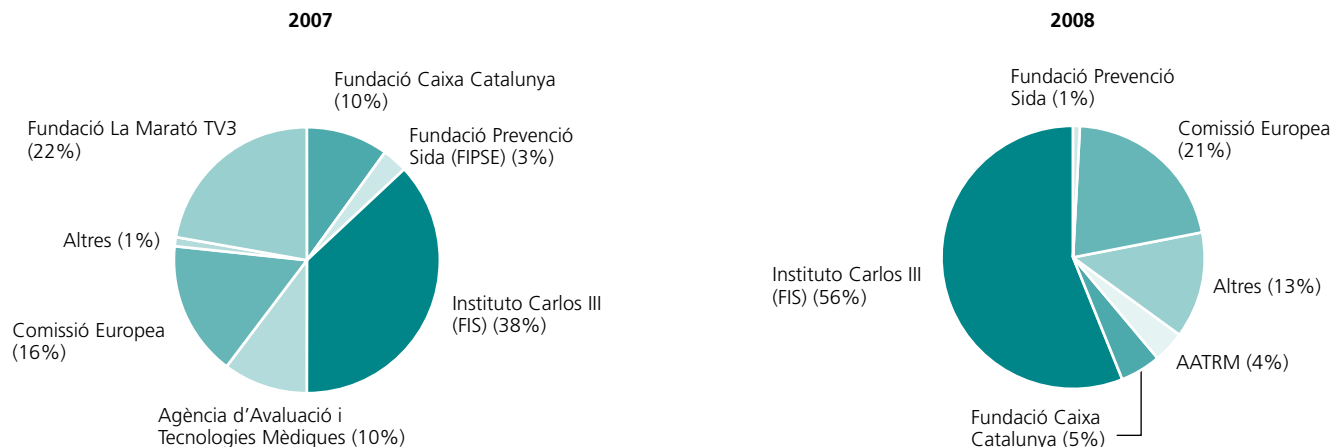 2007
Fundació Caixa Catalunya
(10%)
Fundació Prevenció
Sida (FIPSE) (3%)
Instituto Carlos III
(FIS) (38%)
Agència d’Avaluació i
Tecnologies Mèdiques (10%)
Comissió Europea
(16%)
Altres (1%)
Fundació La Marató TV3
(22%)
2008
Fundació Prevenció
Sida (1%)
Comissió Europea
(21%)
Altres (13%)
AATRM (4%)
Fundació Caixa
Catalunya (5%)
Instituto Carlos III
(FIS) (56%)